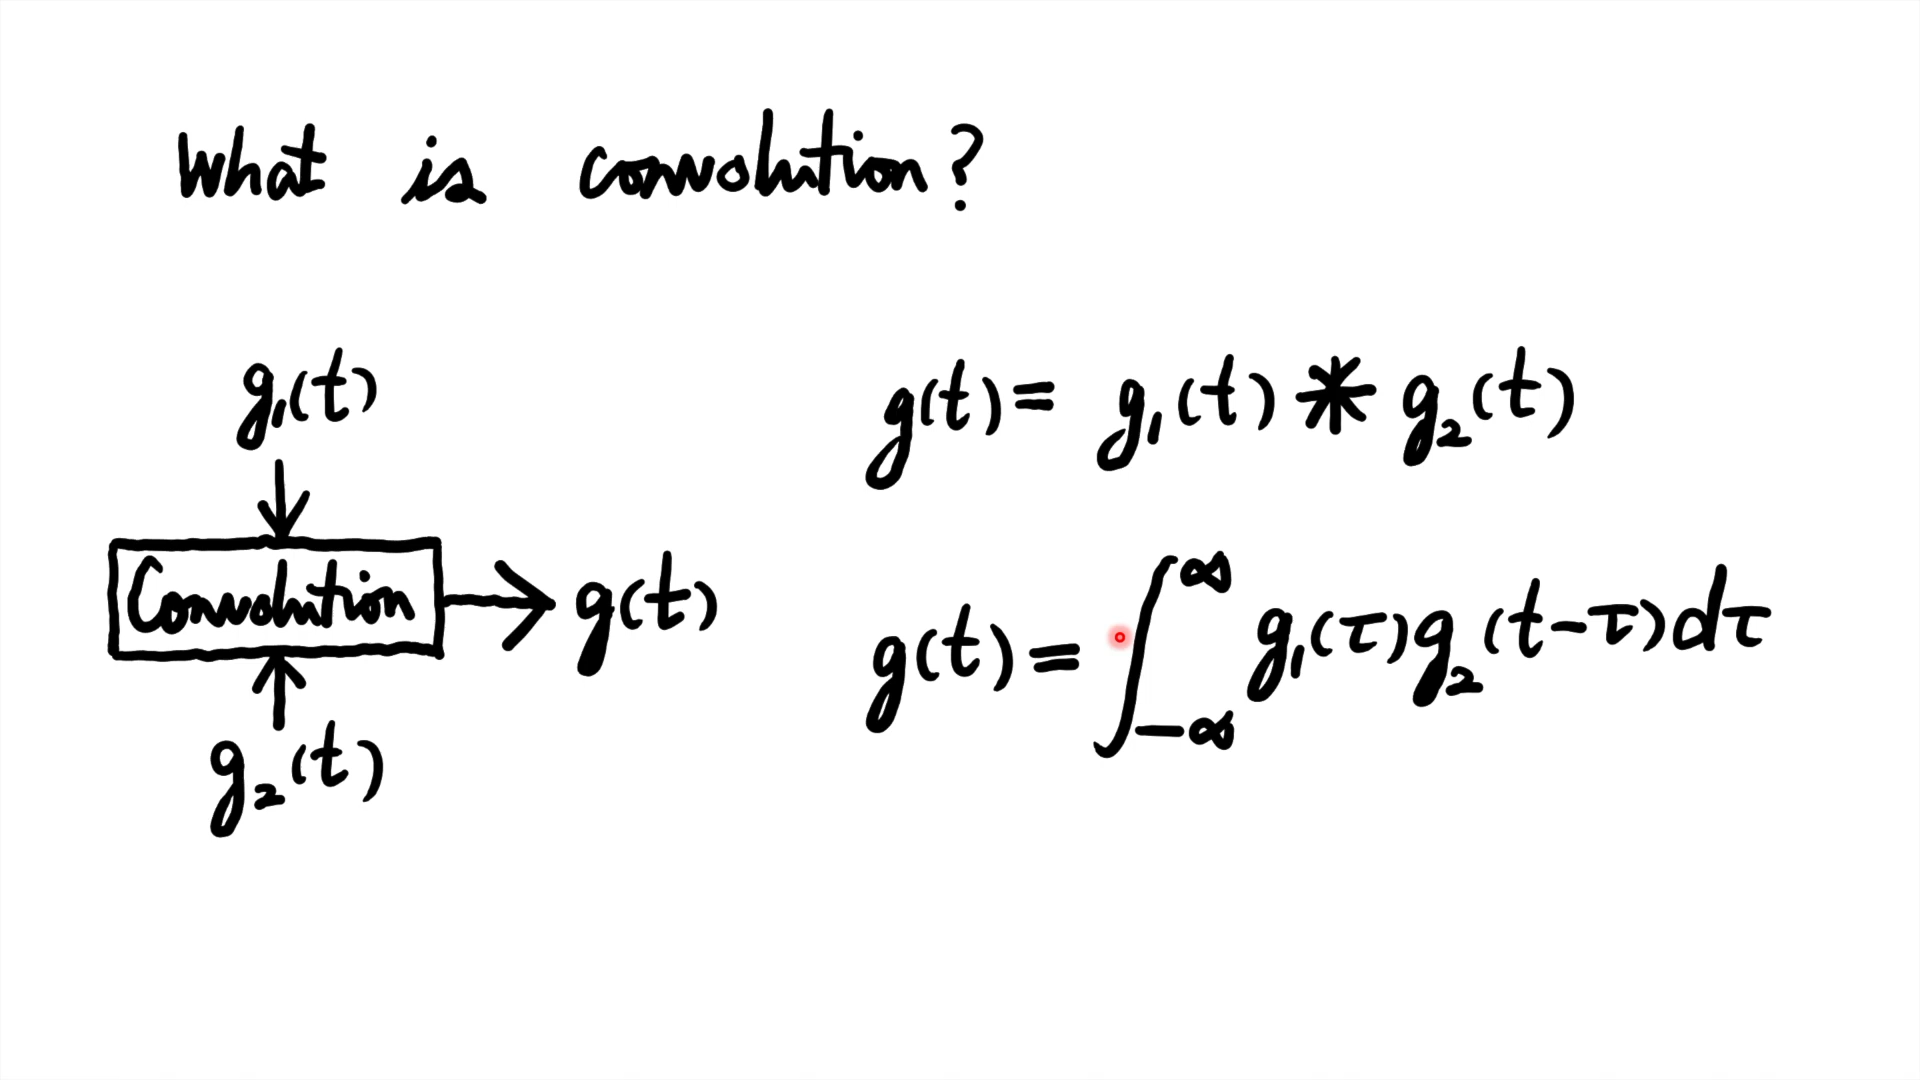 What is convolution?
g₁(t)
Convolution
g(t)
g₂(t)
g(t) = g₁(t) * g₂(t)
g(t) = ∫_{-∞}^{∞} g₁(τ)g₂(t-τ)dτ